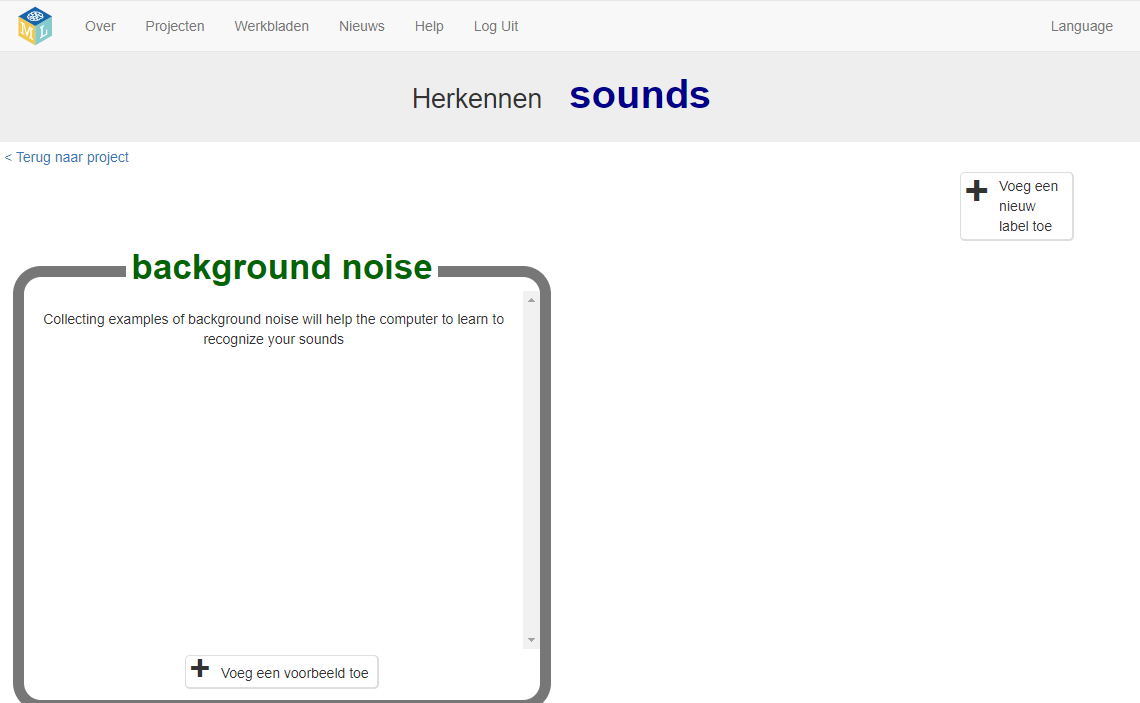 M L
Over Projecten Werkbladen Nieuws Help Log Uit Language
Herkennen sounds
< Terug naar project
Voeg een
nieuw
label toe
background noise
Collecting examples of background noise will help the computer to learn to
recognize your sounds
Voeg een voorbeeld toe